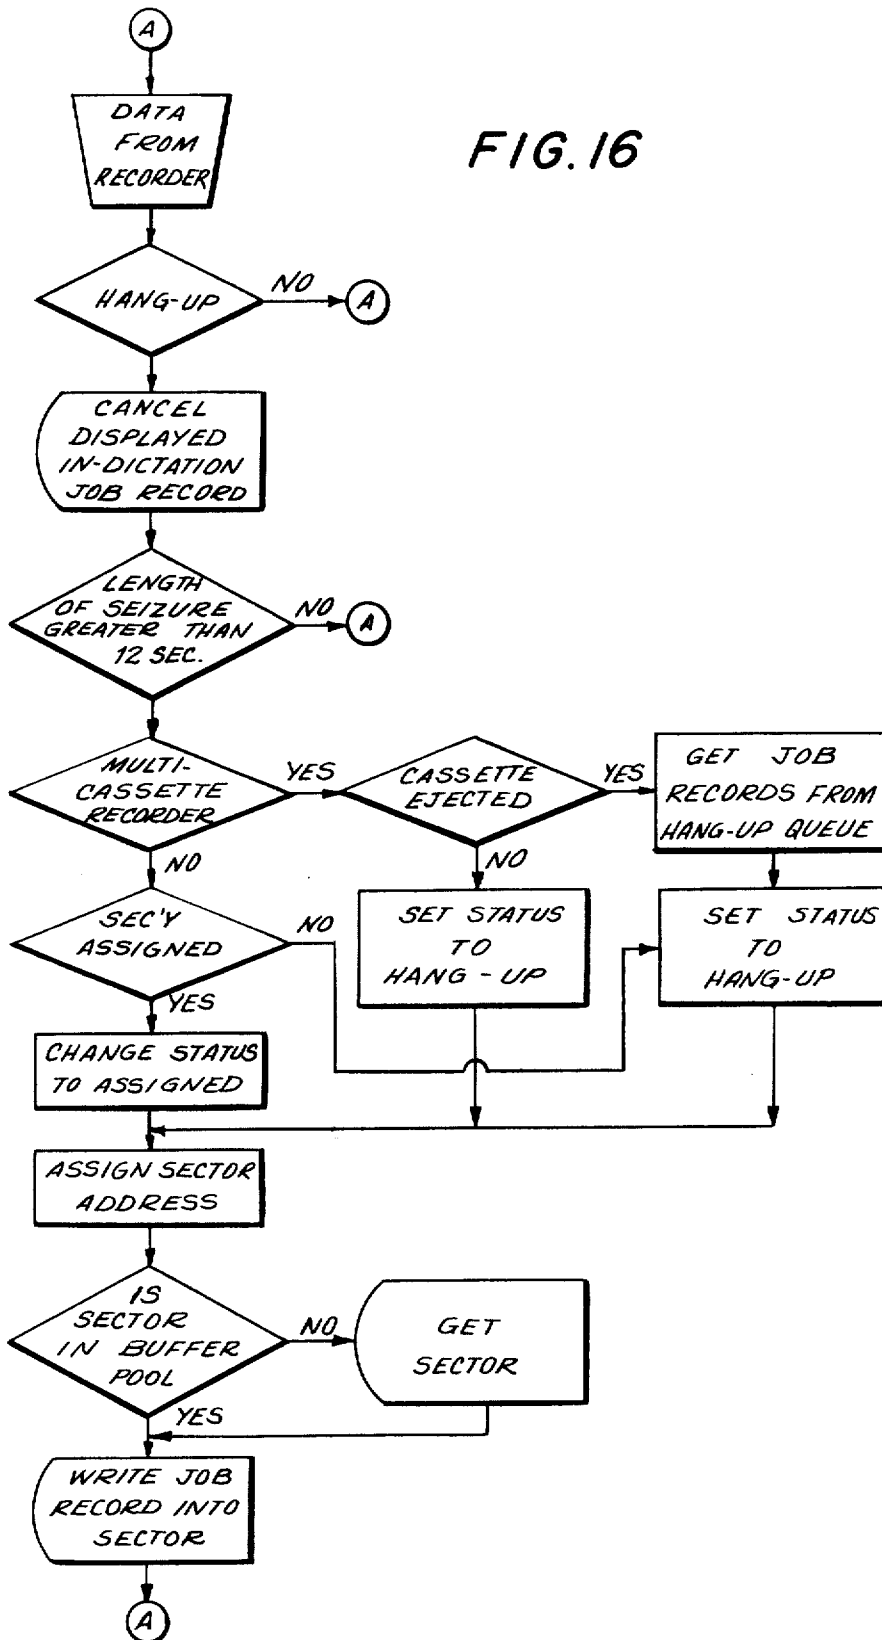 A
DATA
FROM
RECORDER
FIG. 16
HANG-UP
NO
A
CANCEL
DISPLAYED
IN-DICTATION
JOB RECORD
LENGTH
OF SEIZURE
GREATER THAN
12 SEC.
NO
A
MULTI-
CASSETTE
RECORDER
YES
CASSETTE
EJECTED
YES
GET JOB
RECORDS FROM
HANG-UP QUEUE
NO
NO
SEC'Y
ASSIGNED
NO
SET STATUS
TO
HANG - UP
SET STATUS
TO
HANG-UP
YES
CHANGE STATUS
TO ASSIGNED
ASSIGN SECTOR
ADDRESS
IS
SECTOR
IN BUFFER
POOL
NO
GET
SECTOR
YES
WRITE JOB
RECORD INTO
SECTOR
A